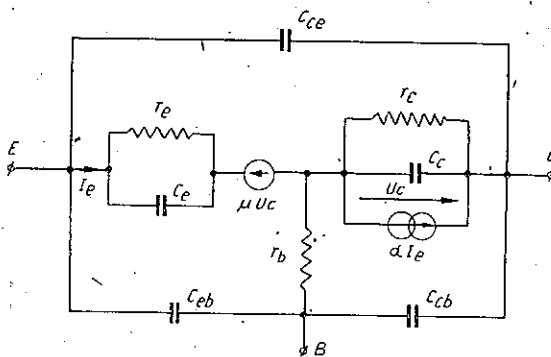 C_ce
r_e
r_c
E
I_e
C_e
μ U_c
C_c
U_c
α I_e
r_b
C_eb
C_cb
B